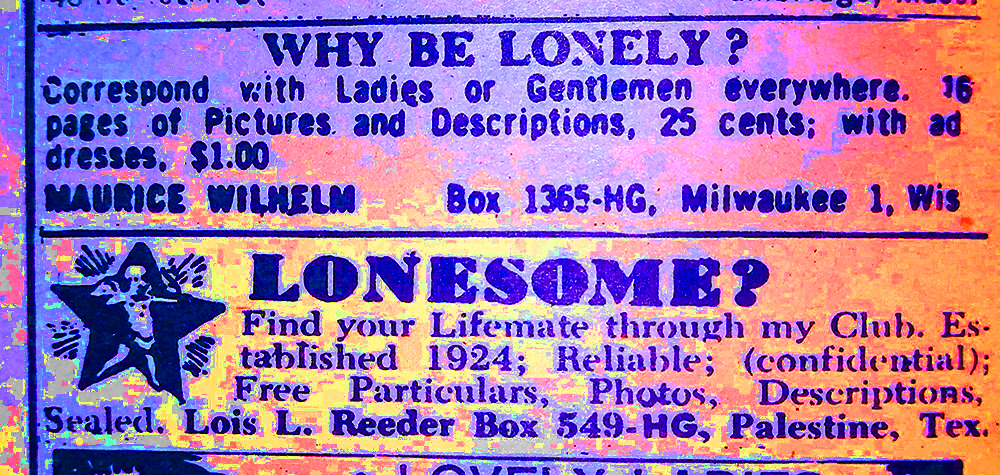 WHY BE LONELY?
Correspond with Ladies or Gentlemen everywhere. 16
pages of Pictures and Descriptions, 25 cents; with ad
dresses, $1.00
MAURICE WILHELM Box 1365-HG, Milwaukee 1, Wis
LONESOME?
Find your Lifemate through my Club. Es-
tablished 1924; Reliable; (confidential);
Free Particulars, Photos, Descriptions,
Sealed. Lois L. Reeder Box 549-HG, Palestine, Tex.
LOVELY